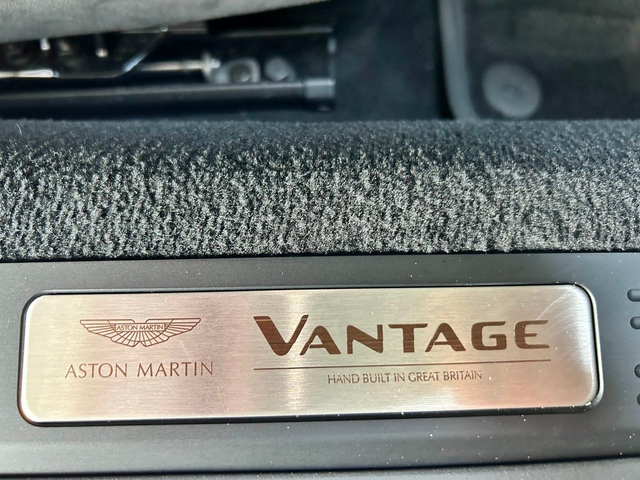 ASTON MARTIN
ASTON MARTIN
VANTAGE
HAND BUILT IN GREAT BRITAIN